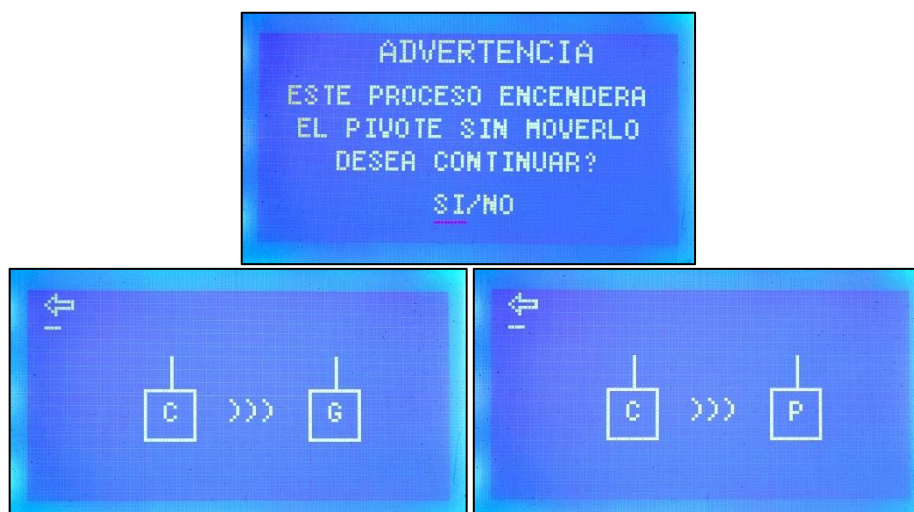 ADVERTENCIA
ESTE PROCESO ENCENDERA
EL PIVOTE SIN MOVERLO
DESEA CONTINUAR?
SI/NO
C ))) G
C ))) P